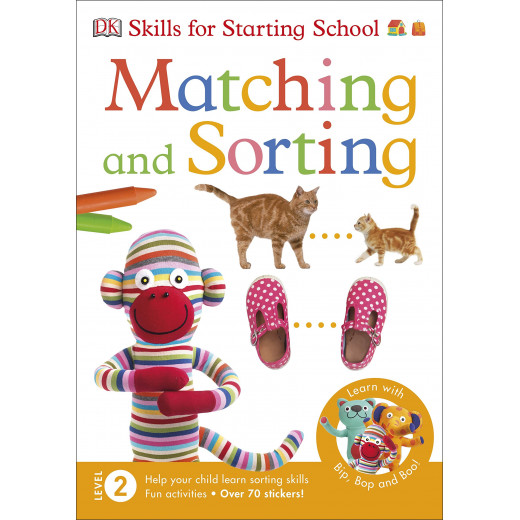 DK Skills for Starting School
Matching
and Sorting
Learn with
Bip, Bop and Boo!
LEVEL 2
Help your child learn sorting skills
Fun activities • Over 70 stickers!